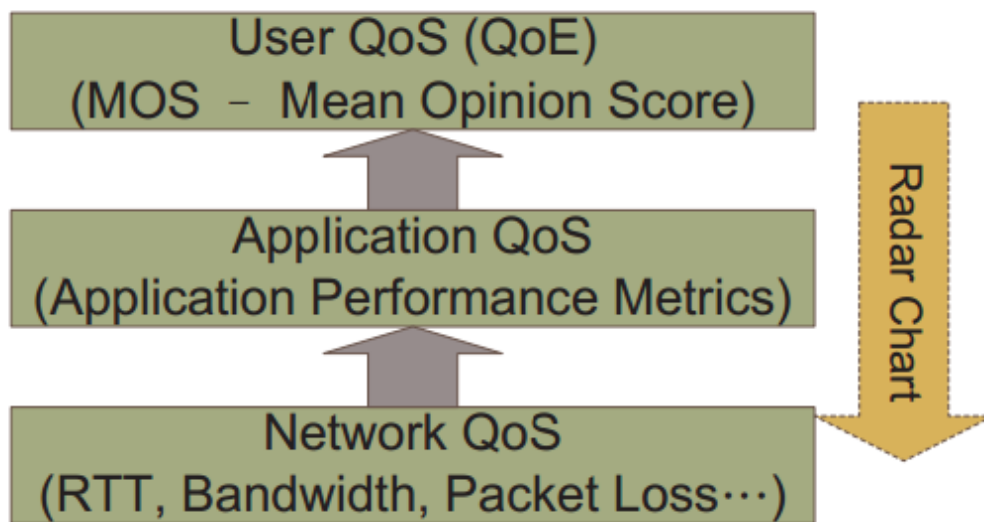 User QoS (QoE)
(MOS – Mean Opinion Score)
Application QoS
(Application Performance Metrics)
Network QoS
(RTT, Bandwidth, Packet Loss⋯)
Radar Chart